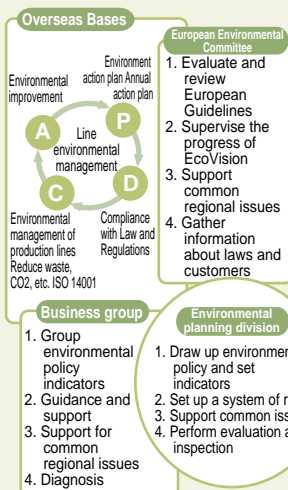 Overseas Bases
Environment
action plan Annual
action plan
Environmental
improvement
P
A
Line
environmental
management
C
D
Environmental
management of
production lines
Reduce waste,
CO2, etc. ISO 14001
Compliance
with Law and
Regulations
European Environmental
Committee
1. Evaluate and
review
European
Guidelines
2. Supervise the
progress of
EcoVision
3. Support
common
regional issues
4. Gather
information
about laws and
customers
Business group
1. Group
environmental
policy
indicators
2. Guidance and
support
3. Support for
common
regional issues
4. Diagnosis
Environmental
planning division
1. Draw up
policy and set
indicators
2. Set up a system of
3. Support common
4. Perform evaluation
inspection